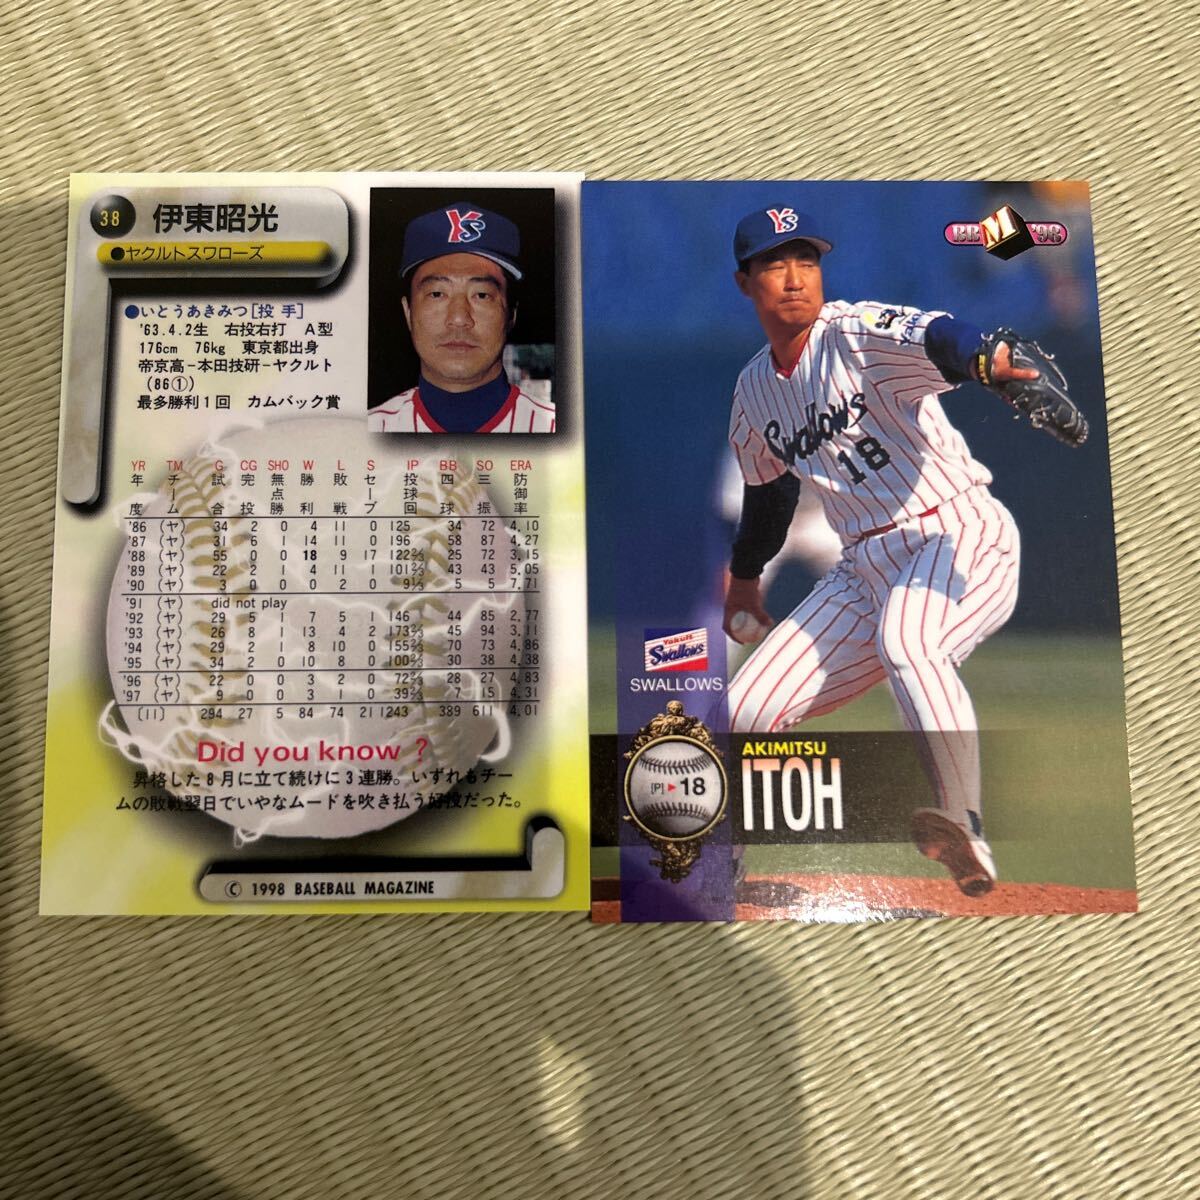 38 伊東昭光
●ヤクルトスワローズ
●いとうあきみつ[投 手]
'63.4.2生 右投右打 A型
176cm 76kg 東京都出身
帝京高−本田技研−ヤクルト
(86①)
最多勝利1回 カムバック賞
YR TM G CG SHO W L S IP BB SO ERA
年度 チーム 試合 完投 無点勝 勝利 敗戦 セーブ 投球回 四球 三振 防御率
'86 (ヤ) 34 2 0 4 11 0 125 34 72 4.10
'87 (ヤ) 31 6 1 14 11 0 196 58 87 4.27
'88 (ヤ) 55 0 0 18 9 17 122⅔ 25 72 3.15
'89 (ヤ) 22 2 1 4 11 1 101⅔ 43 43 5.05
'90 (ヤ) 3 0 0 0 2 0 9⅓ 5 5 7.71
'91 (ヤ) did not play
'92 (ヤ) 29 5 1 7 5 1 146 44 85 2.77
'93 (ヤ) 26 8 1 13 4 2 173⅔ 45 94 3.11
'94 (ヤ) 29 2 1 8 10 0 155⅔ 70 73 4.86
'95 (ヤ) 34 2 0 10 8 0 100⅔ 30 38 4.38
'96 (ヤ) 22 0 0 3 2 0 72⅔ 28 27 4.83
'97 (ヤ) 9 0 0 3 1 0 39⅔ 7 15 4.31
(11) 294 27 5 84 74 21 1243 389 611 4.01
Did you know ?
昇格した8月に立て続けに3連勝。いずれもチー
ムの敗戦翌日でいやなムードを吹き払う好投だった。
© 1998 BASEBALL MAGAZINE
YS
YS
BBM '98
Swallows
18
Yakult
Swallows
SWALLOWS
[P]▶18
AKIMITSU
ITOH